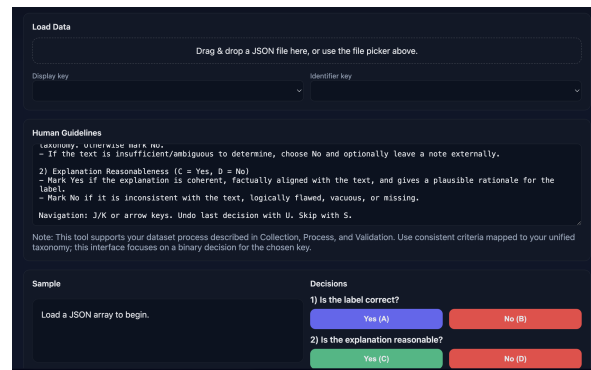 Load Data
Drag & drop a JSON file here, or use the file picker above.
Display key
Identifier key
Human Guidelines
taxonomy. Otherwise mark No.
- If the text is insufficient/ambiguous to determine, choose No and optionally leave a note externally.
2) Explanation Reasonableness (C = Yes, D = No)
- Mark Yes if the explanation is coherent, factually aligned with the text, and gives a plausible rationale for the
label.
- Mark No if it is inconsistent with the text, logically flawed, vacuous, or missing.
Navigation: J/K or arrow keys. Undo last decision with U. Skip with S.
Note: This tool supports your dataset process described in Collection, Process, and Validation. Use consistent criteria mapped to your unified
taxonomy; this interface focuses on a binary decision for the chosen key.
Sample
Load a JSON array to begin.
Decisions
1) Is the label correct?
Yes (A)
No (B)
2) Is the explanation reasonable?
Yes (C)
No (D)